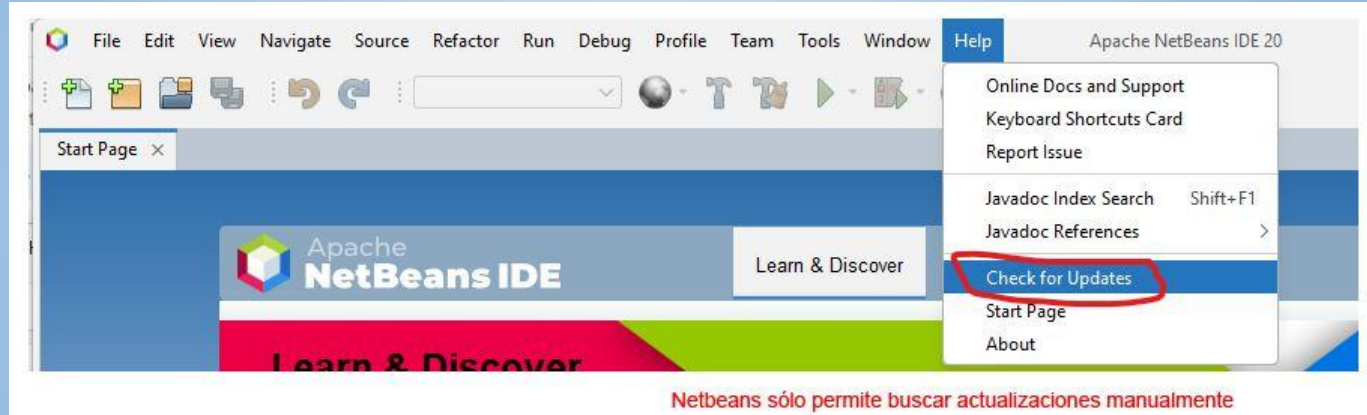 File Edit View Navigate Source Refactor Run Debug Profile Team Tools Window Help Apache NetBeans IDE 20
Online Docs and Support
Keyboard Shortcuts Card
Report Issue
Start Page ×
Javadoc Index Search Shift+F1
Javadoc References >
Apache
NetBeans IDE
Learn & Discover
Check for Updates
Start Page
About
Learn & Discover
Netbeans sólo permite buscar actualizaciones manualmente